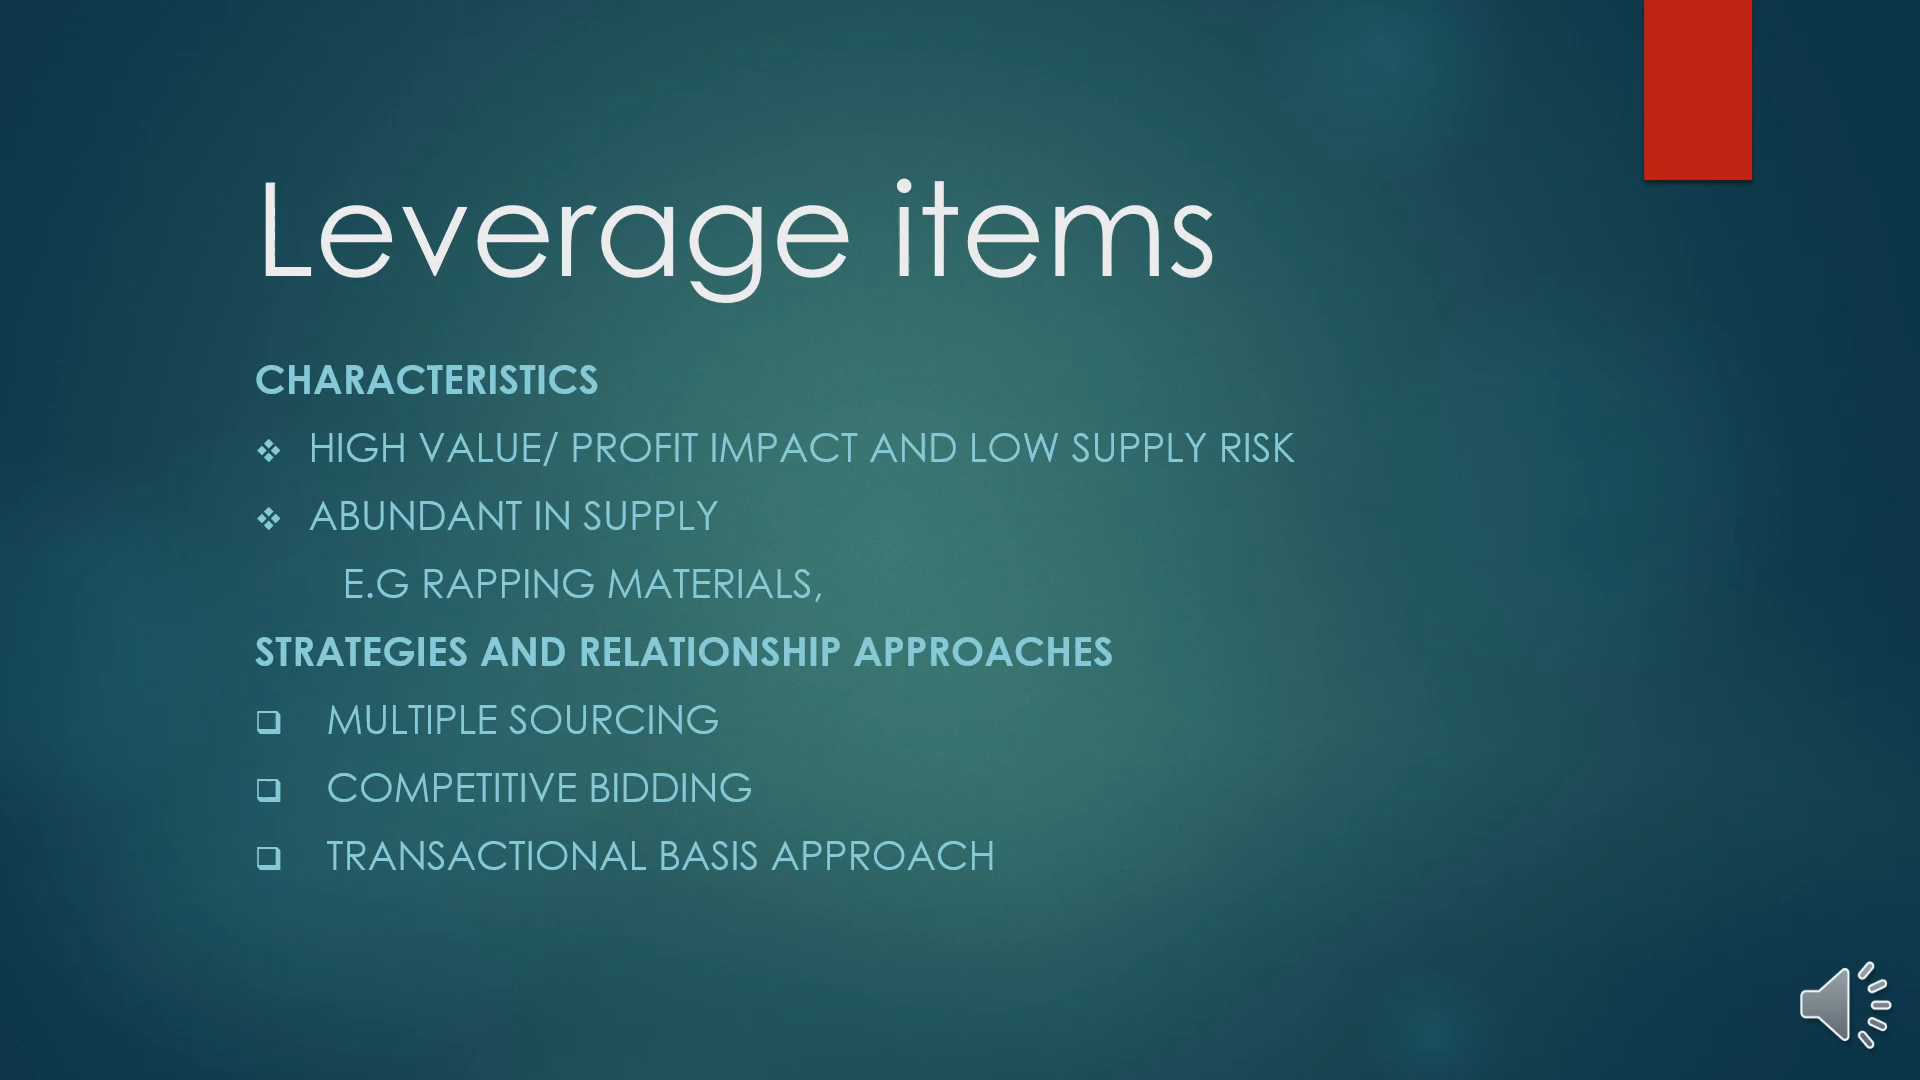 Leverage items
CHARACTERISTICS
❖ HIGH VALUE/ PROFIT IMPACT AND LOW SUPPLY RISK
❖ ABUNDANT IN SUPPLY
E.G RAPPING MATERIALS,
STRATEGIES AND RELATIONSHIP APPROACHES
❑ MULTIPLE SOURCING
❑ COMPETITIVE BIDDING
❑ TRANSACTIONAL BASIS APPROACH